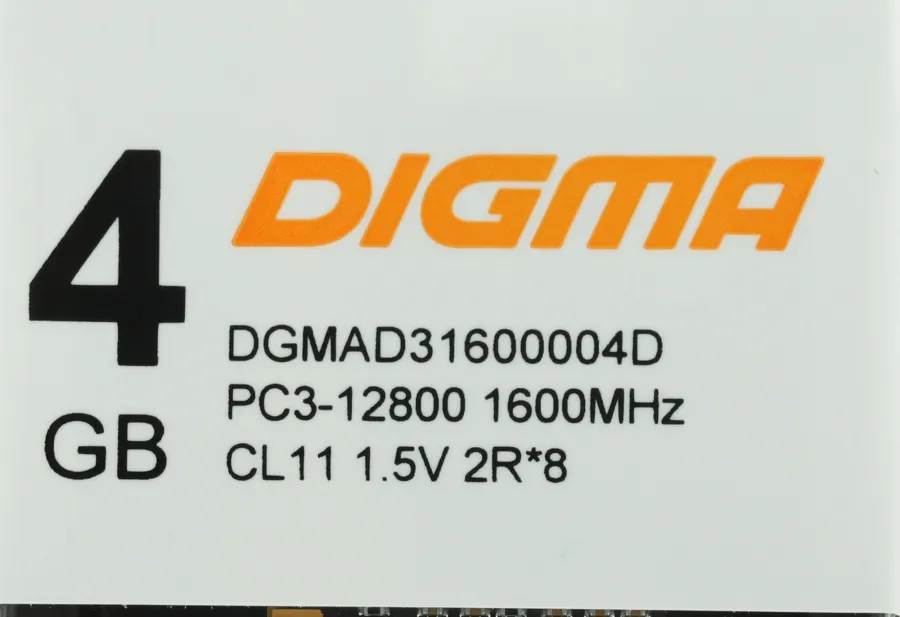 4
GB
DIGMA
DGMAD31600004D
PC3-12800 1600MHz
CL11 1.5V 2R*8